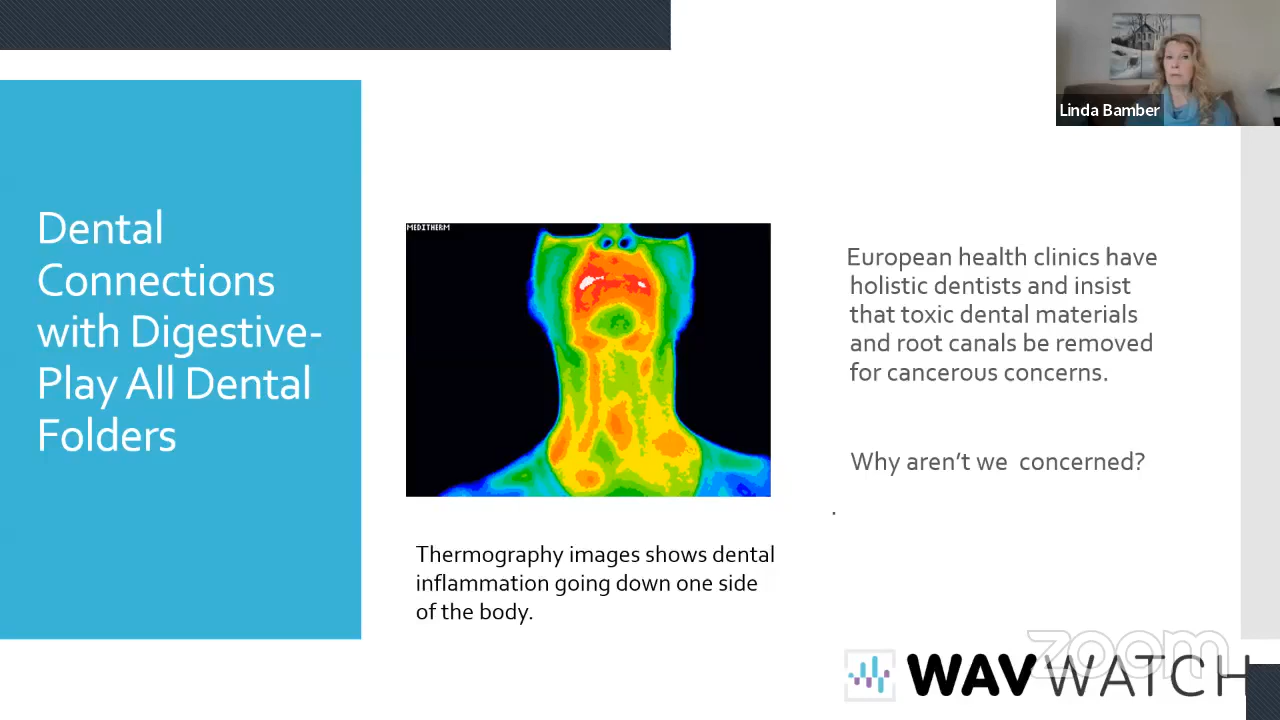 Linda Bamber
Dental
Connections
with Digestive-
Play All Dental
Folders
MEDITHERM
Thermography images shows dental
inflammation going down one side
of the body.
European health clinics have
holistic dentists and insist
that toxic dental materials
and root canals be removed
for cancerous concerns.
Why aren’t we  concerned?
.
zoom
WAVWATCH